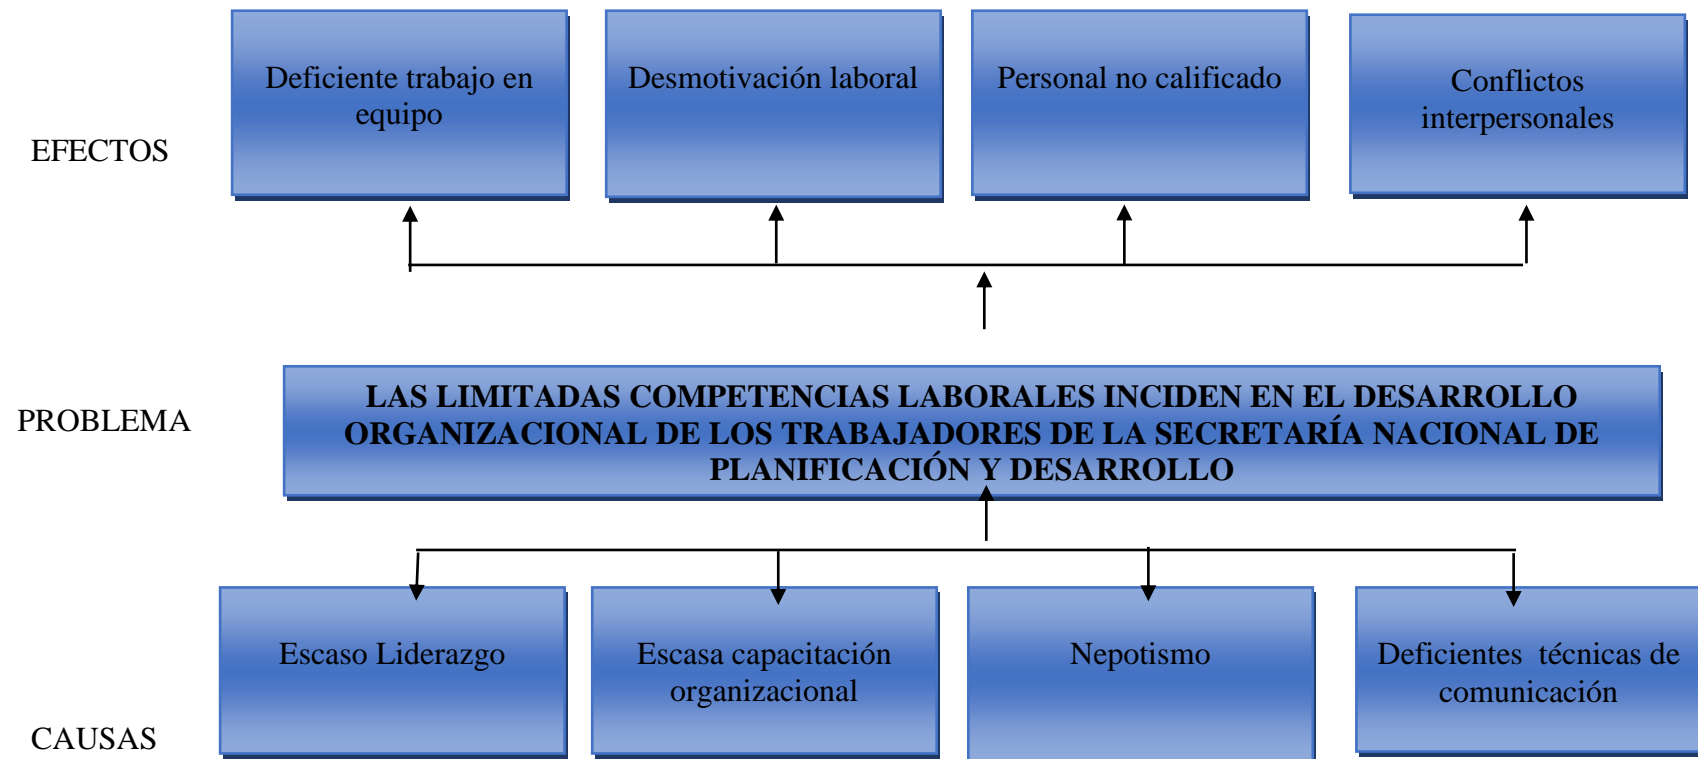 Deficiente trabajo en
equipo
Desmotivación laboral
Personal no calificado
Conflictos
interpersonales
EFECTOS
PROBLEMA
LAS LIMITADAS COMPETENCIAS LABORALES INCIDEN EN EL DESARROLLO
ORGANIZACIONAL DE LOS TRABAJADORES DE LA SECRETARÍA NACIONAL DE
PLANIFICACIÓN Y DESARROLLO
Escaso Liderazgo
Escasa capacitación
organizacional
Nepotismo
Deficientes  técnicas de
comunicación
CAUSAS